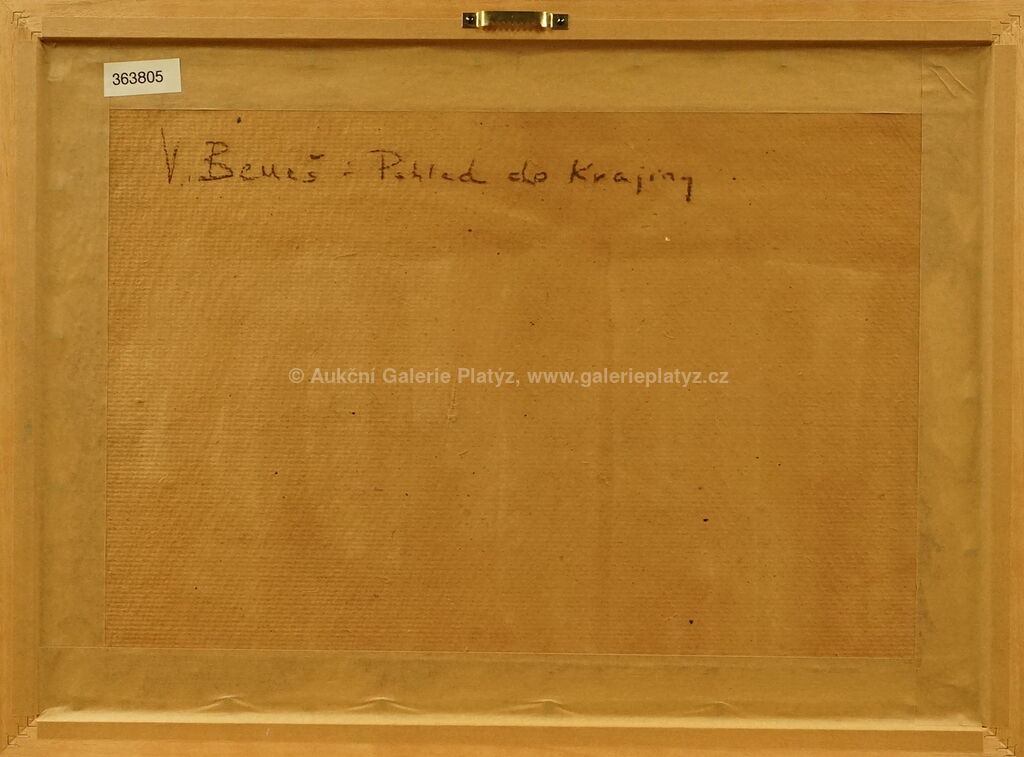 363805
V. Beneš: Pohled do Krajiny
© Aukční Galerie Platýz, www.galerieplatyz.cz